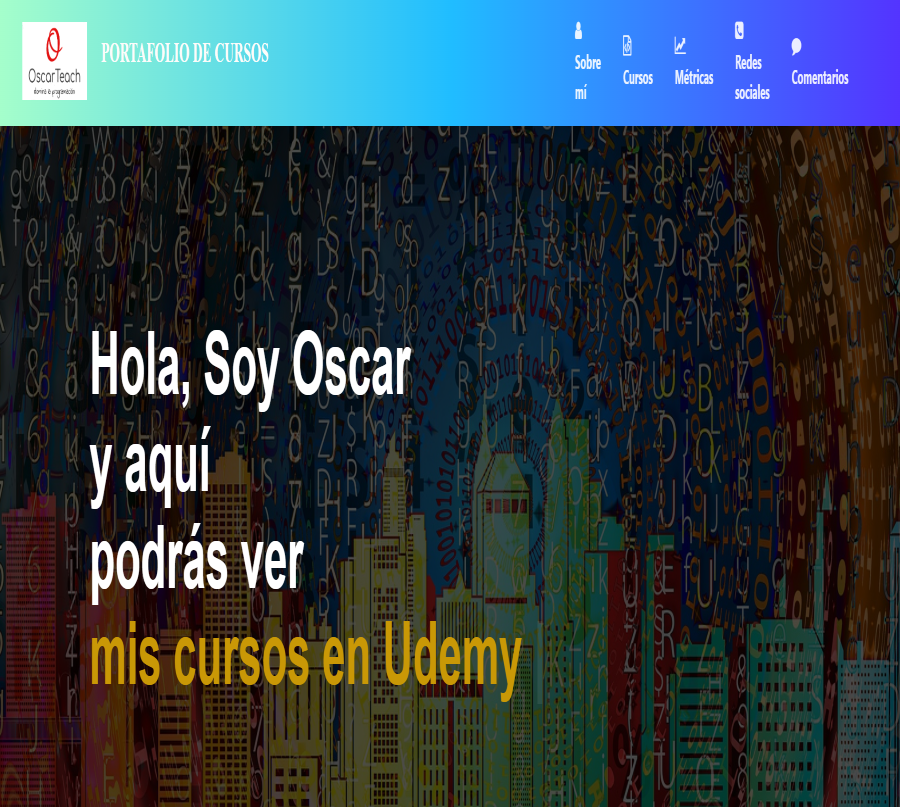 OscarTeach
domina la programación
PORTAFOLIO DE CURSOS
Sobre
mí
Cursos
Métricas
Redes
sociales
Comentarios
Hola, Soy Oscar
y aquí
podrás ver
mis cursos en Udemy